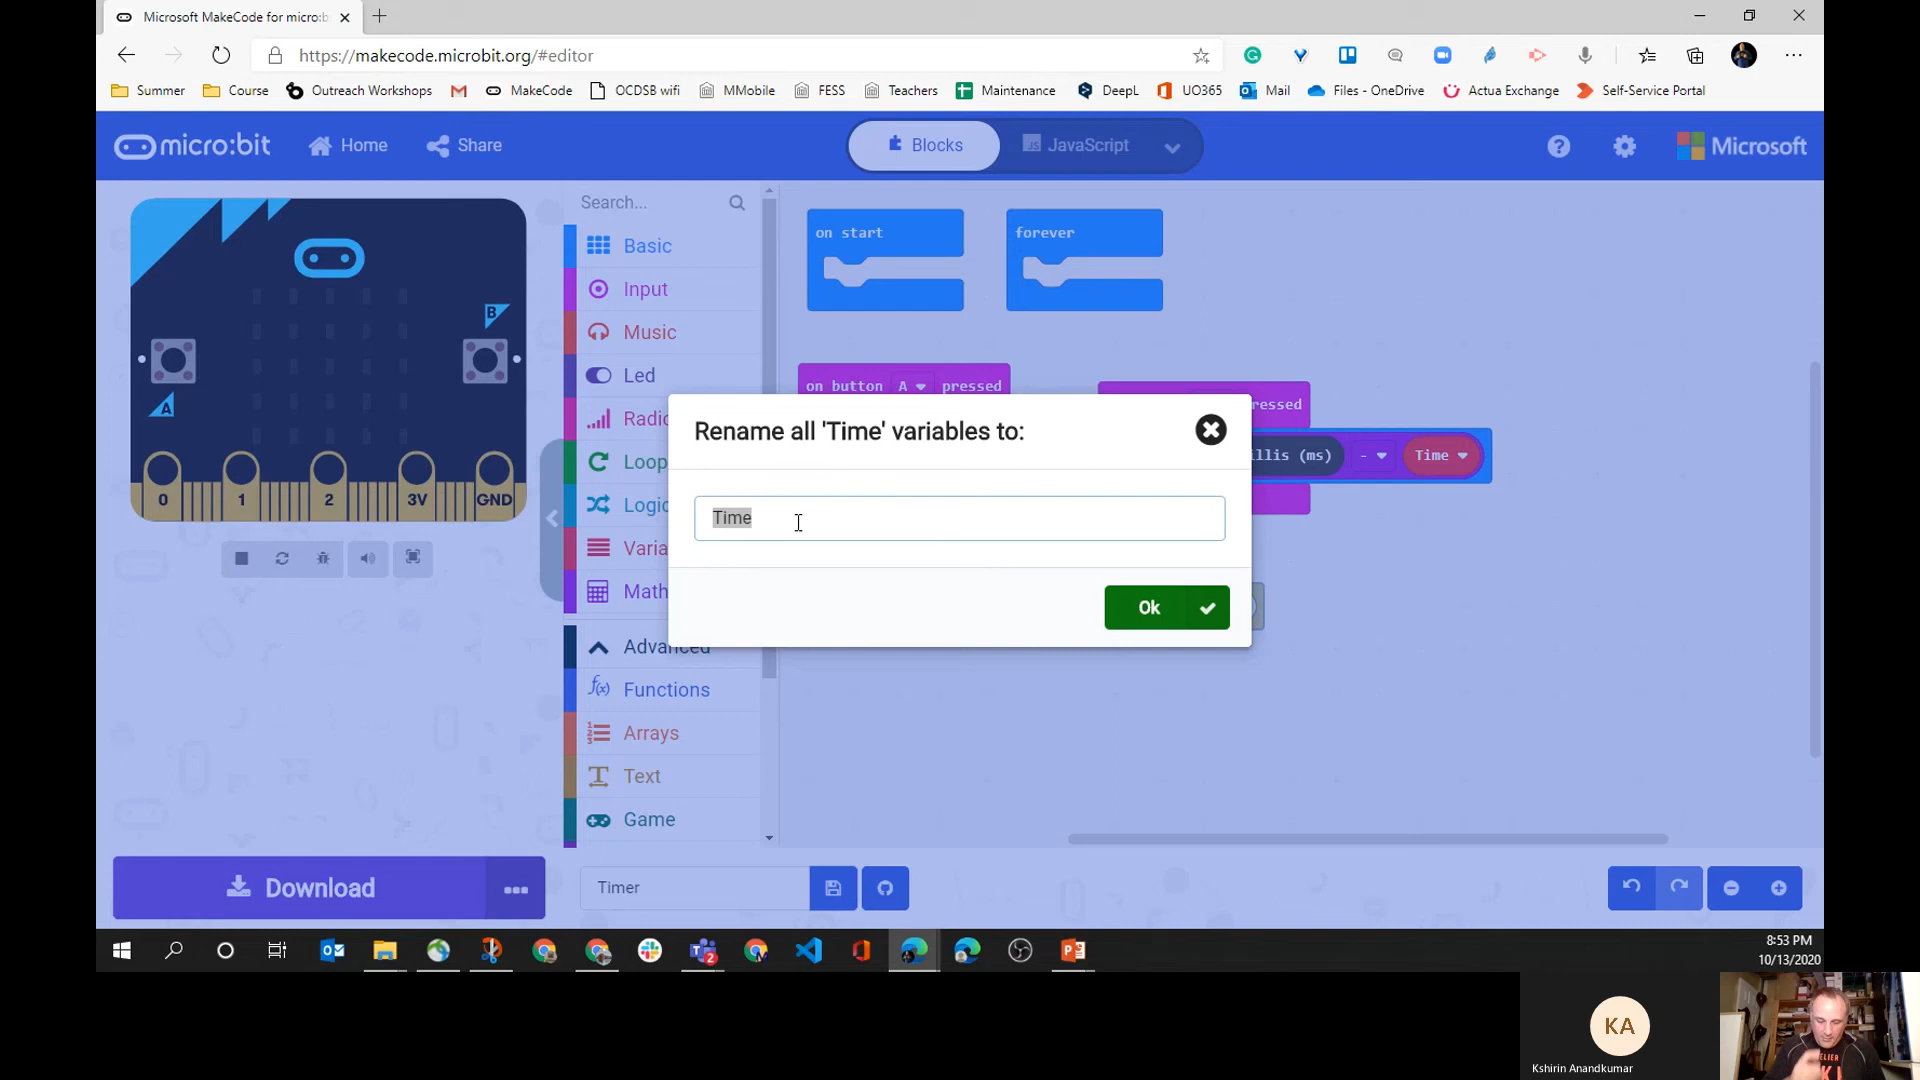 Microsoft MakeCode for micro:b
https://makecode.microbit.org/#editor
Summer Course Outreach Workshops MakeCode OCDSB wifi MMobile FESS Teachers Maintenance DeepL UO365 Mail Files - OneDrive Actua Exchange Self-Service Portal
micro:bit Home Share Blocks JavaScript Microsoft
Search...
Basic
Input
Music
Led
Radio
Loop
Logic
Varia
Math
Advanced
Functions
Arrays
Text
Game
on start
forever
on button A pressed
ressed
illis (ms) - Time
Rename all 'Time' variables to:
Time
Ok
B
A
0 1 2 3V GND
Download
Timer
8:53 PM
10/13/2020
2
KA
Kshirin Anandkumar